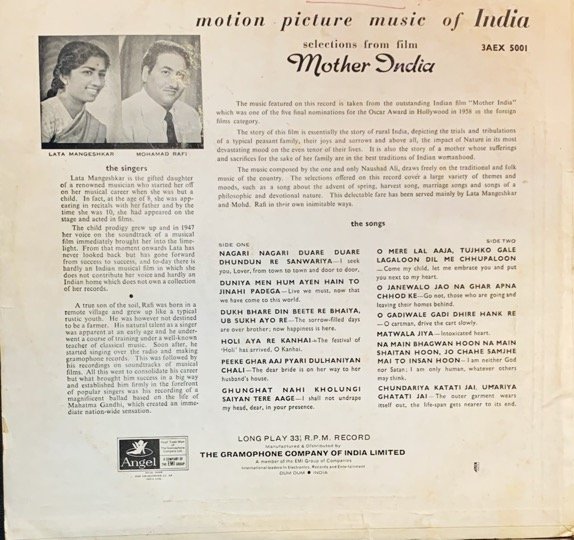 motion picture music of India
selections from film
3AEX 5001
Mother India
LATA MANGESHKAR
MOHAMAD RAFI
the singers
Lata Mangeshkar is the gifted daughter
of a renowned musician who started her off
on her musical career when she was but a
child. In fact, at the age of 8, she was app-
earing in recitals with her father and by the
time she was 10, she had appeared on the
stage and acted in films.
The child prodigy grew up and in 1947
her voice on the soundtrack of a musical
film immediately brought her into the lime-
light. From that moment onwards Lata has
never looked back but has gone forward
from success to success, and to-day there is
hardly an Indian musical film in which she
does not contribute her voice and hardly an
Indian home which does not own a collection
of her records.
●
A true son of the soil, Rafi was born in a
remote village and grew up like a typical
rustic youth. He was however not destined
to be a farmer. His natural talent as a singer
was apparent at an early age and he under-
went a course of training under a well-known
teacher of classical music. Soon after, he
started singing over the radio and making
gramophone records. This was followed by
his recordings on soundtracks of musical
films. All this went to consolidate his career
but what brought him success in a big way
and established him firmly in the forefront
of popular singers was his recording of a
magnificent ballad based on the life of
Mahatma Gandhi, which created an imme-
diate nation-wide sensation.
The music featured on this record is taken from the outstanding Indian film "Mother India"
which was one of the five final nominations for the Oscar Award in Hollywood in 1958 in the foreign
films category.
The story of this film is essentially the story of rural India, depicting the trials and tribulations
of a typical peasant family, their joys and sorrows and above all, the impact of Nature in its most
devastating mood on the even tenor of their lives. It is also the story of a mother whose sufferings
and sacrifices for the sake of her family are in the best traditions of Indian womanhood.
The music composed by the one and only Naushad Ali, draws freely on the traditional and folk
music of the country. The selections offered on this record cover a large variety of themes and
moods, such as a song about the advent of spring, harvest song, marriage songs and songs of a
philosophic and devotional nature. This delectable fare has been served mainly by Lata Mangeshkar
and Mohd. Rafi in their own inimitable ways.
the songs
SIDE ONE
NAGARI NAGARI DUARE DUARE
DHUNDUN RE SANWARIYA—I seek
you, Lover, from town to town and door to door.
DUNIYA MEN HUM AYEN HAIN TO
JINAHI PADEGA—Live we must, now that
we have come to this world.
DUKH BHARE DIN BEETE RE BHAIYA,
UB SUKH AYO RE—The sorrow-filled days
are over brother; now happiness is here.
HOLI AYA RE KANHAI—The festival of
'Holi' has arrived, O Kanhai.
PEEKE GHAR AAJ PYARI DULHANIYAN
CHALI—The dear bride is on her way to her
husband's house.
GHUNGHAT NAHI KHOLUNGI
SAIYAN TERE AAGE—I shall not undrape
my head, dear, in your presence.
SIDE TWO
O MERE LAL AAJA, TUJHKO GALE
LAGALOON DIL ME CHHUPALOON
—Come my child, let me embrace you and put
you next to my heart.
O JANEWALO JAO NA GHAR APNA
CHHOD KE—Go not, those who are going and
leaving their homes behind.
O GADIWALE GADI DHIRE HANK RE
—O cartman, drive the cart slowly.
MATWALA JIYA—Intoxicated heart.
NA MAIN BHAGWAN HOON NA MAIN
SHAITAN HOON, JO CHAHE SAMJHE
MAI TO INSAN HOON—I am neither God
nor Satan; I am only human, whatever others
may think.
CHUNDARIYA KATATI JAI, UMARIYA
GHATATI JAI—The outer garment wears
itself out, the life-span gets nearer to its end.
Angel
LONG PLAY 33⅓ R.P.M. RECORD
Manufactured & Distributed by
THE GRAMOPHONE COMPANY OF INDIA LIMITED
A member of the EMI Group of Companies
International leaders in Electronics, Records and Entertainment
DUM DUM ● INDIA